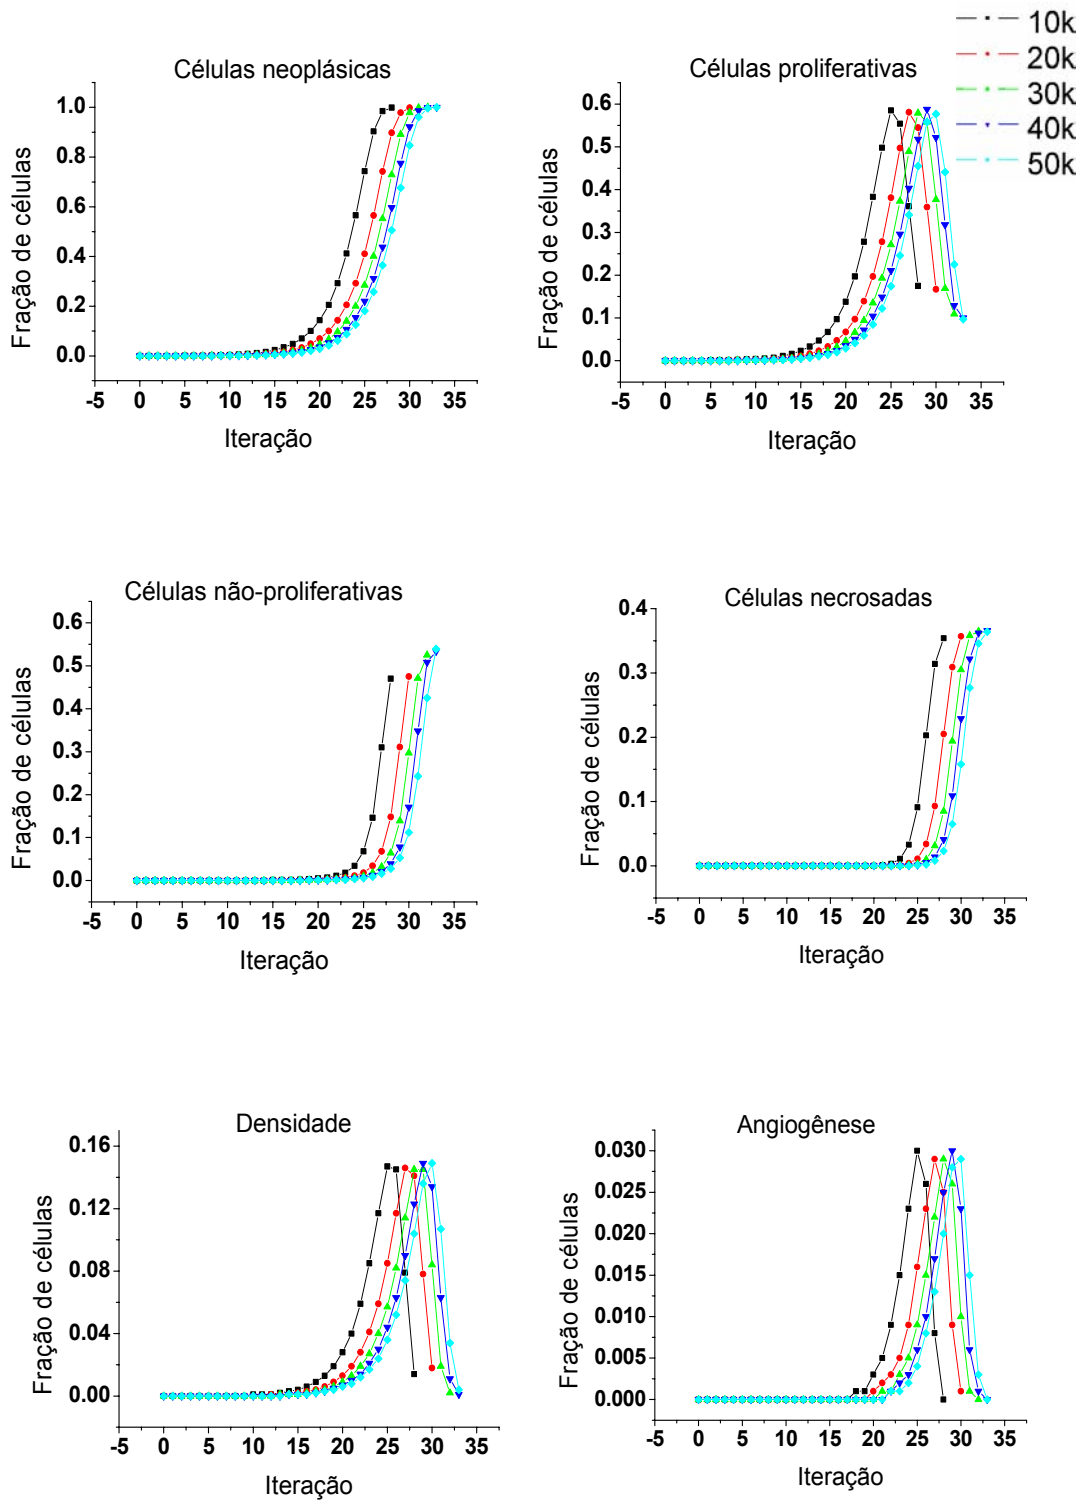 10k
20k
30k
40k
50k
Células neoplásicas
Fração de células
1.0
0.8
0.6
0.4
0.2
0.0
-5 0 5 10 15 20 25 30 35
Iteração
Células proliferativas
Fração de células
0.6
0.5
0.4
0.3
0.2
0.1
0.0
-5 0 5 10 15 20 25 30 35
Iteração
Células não-proliferativas
Fração de células
0.6
0.5
0.4
0.3
0.2
0.1
0.0
-5 0 5 10 15 20 25 30 35
Iteração
Células necrosadas
Fração de células
0.4
0.3
0.2
0.1
0.0
-5 0 5 10 15 20 25 30 35
Iteração
Densidade
Fração de células
0.16
0.12
0.08
0.04
0.00
-5 0 5 10 15 20 25 30 35
Iteração
Angiogênese
Fração de células
0.030
0.025
0.020
0.015
0.010
0.005
0.000
-5 0 5 10 15 20 25 30 35
Iteração